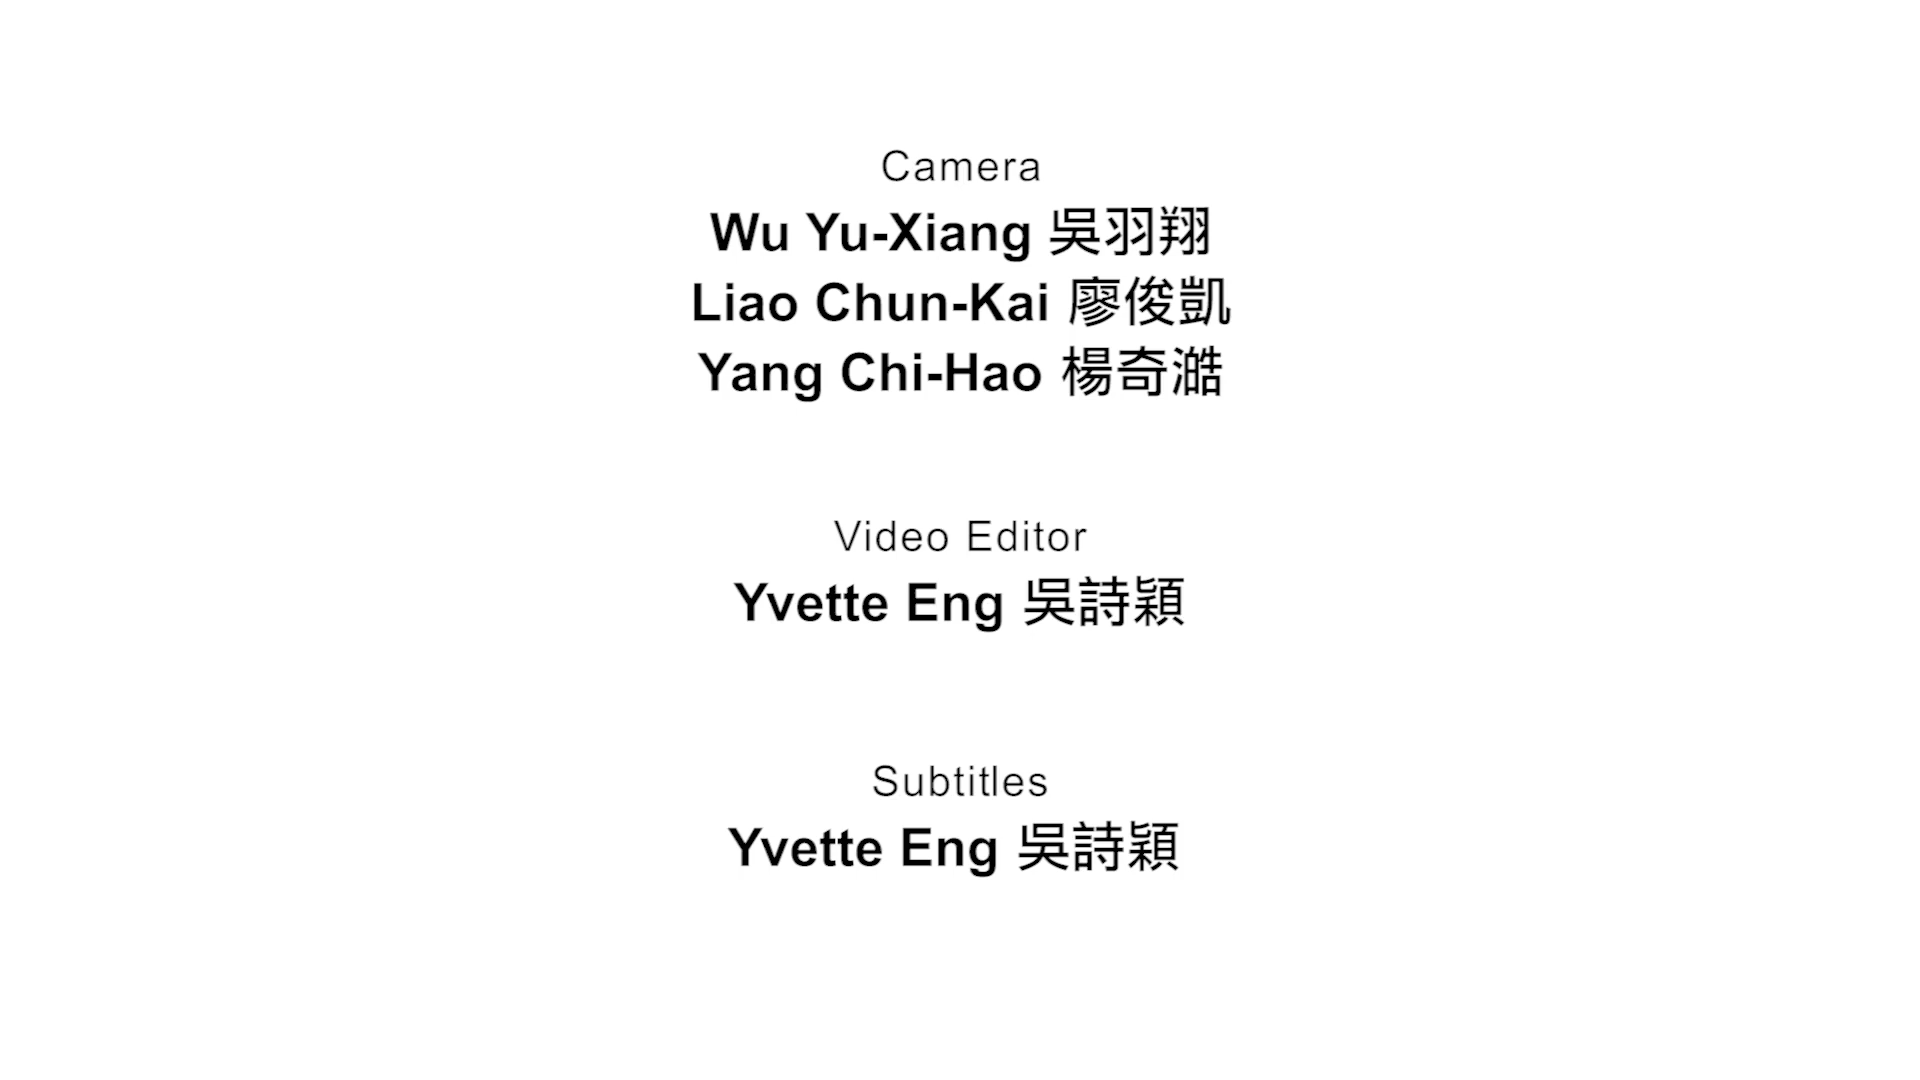 Camera
Wu Yu-Xiang 吳羽翔
Liao Chun-Kai 廖俊凱
Yang Chi-Hao 楊奇澔
Video Editor
Yvette Eng 吳詩穎
Subtitles
Yvette Eng 吳詩穎